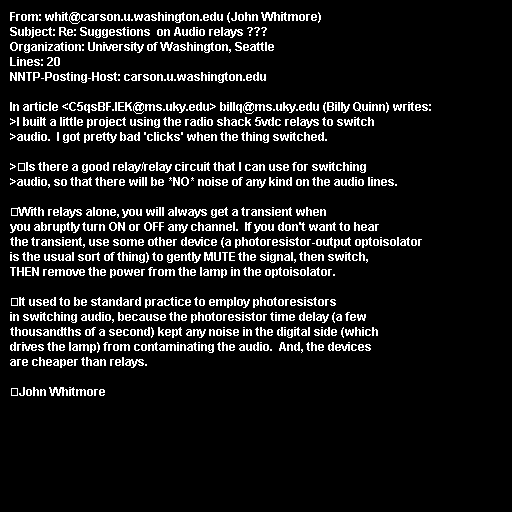 From: whit@carson.u.washington.edu (John Whitmore)
Subject: Re: Suggestions  on Audio relays ???
Organization: University of Washington, Seattle
Lines: 20
NNTP-Posting-Host: carson.u.washington.edu

In article <C5qsBF.IEK@ms.uky.edu> billq@ms.uky.edu (Billy Quinn) writes:
>I built a little project using the radio shack 5vdc relays to switch
>audio.  I got pretty bad 'clicks' when the thing switched.

>□Is there a good relay/relay circuit that I can use for switching
>audio, so that there will be *NO* noise of any kind on the audio lines.

□With relays alone, you will always get a transient when
you abruptly turn ON or OFF any channel.  If you don't want to hear
the transient, use some other device (a photoresistor-output optoisolator
is the usual sort of thing) to gently MUTE the signal, then switch,
THEN remove the power from the lamp in the optoisolator.

□It used to be standard practice to employ photoresistors
in switching audio, because the photoresistor time delay (a few
thousandths of a second) kept any noise in the digital side (which
drives the lamp) from contaminating the audio.  And, the devices
are cheaper than relays.

□John Whitmore